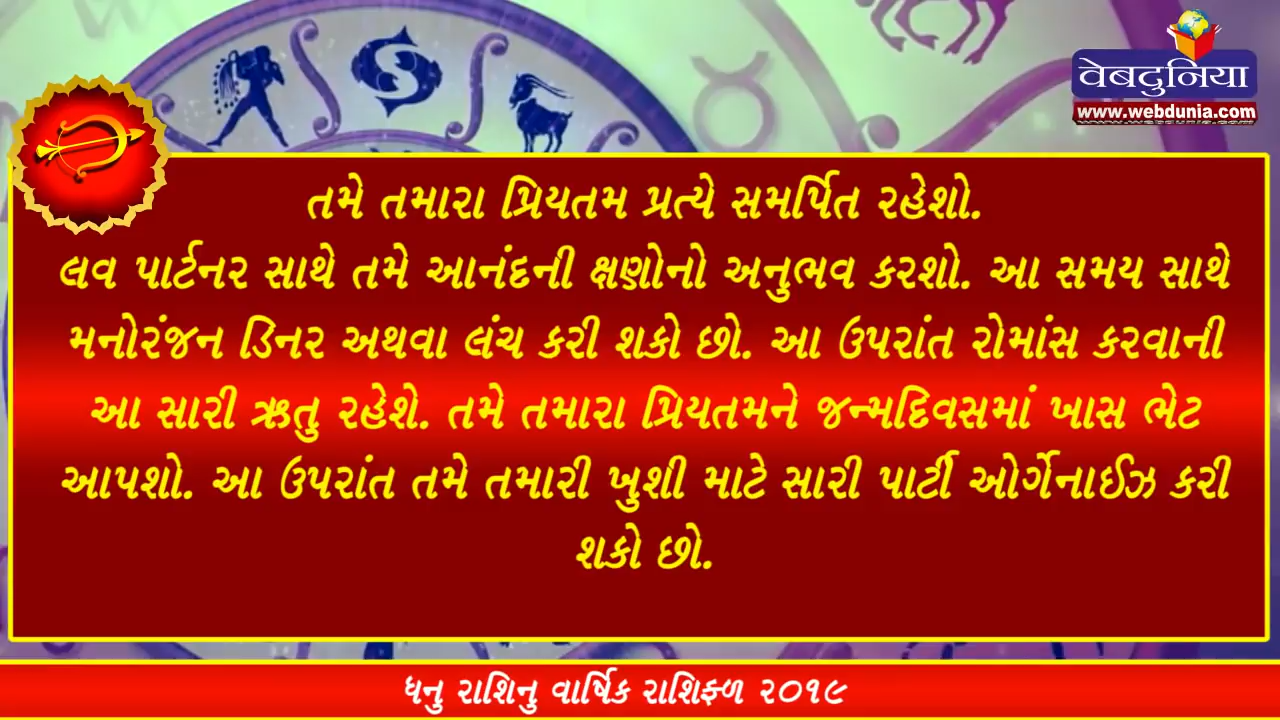 वेबदुनिया
www.webdunia.com
તમે તમારા પ્રિયતમ પ્રત્યે સમર્પિત રહેશો.
લવ પાર્ટનર સાથે તમે આનંદની ક્ષણોનો અનુભવ કરશો. આ સમય સાથે
મનોરંજન ડિનર અથવા લંચ કરી શકો છો. આ ઉપરાંત રોમાંસ કરવાની
આ સારી ઋતુ રહેશે. તમે તમારા પ્રિયતમને જન્મદિવસમાં ખાસ ભેટ
આપશો. આ ઉપરાંત તમે તમારી ખુશી માટે સારી પાર્ટી ઓર્ગેનાઈઝ કરી
શકો છો.
ધનુ રાશિનુ વાર્ષિક રાશિફળ ૨૦૧૯